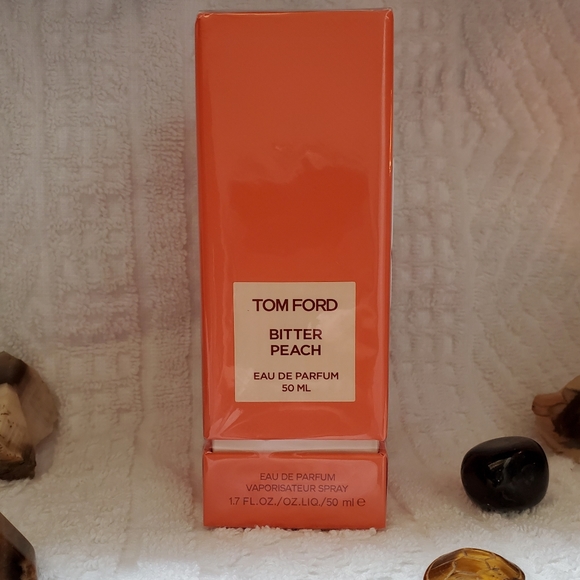 TOM FORD
BITTER
PEACH
EAU DE PARFUM
50 ML
EAU DE PARFUM
VAPORISATEUR SPRAY
1.7 FL.OZ./OZ.LIQ./50 ml ℮